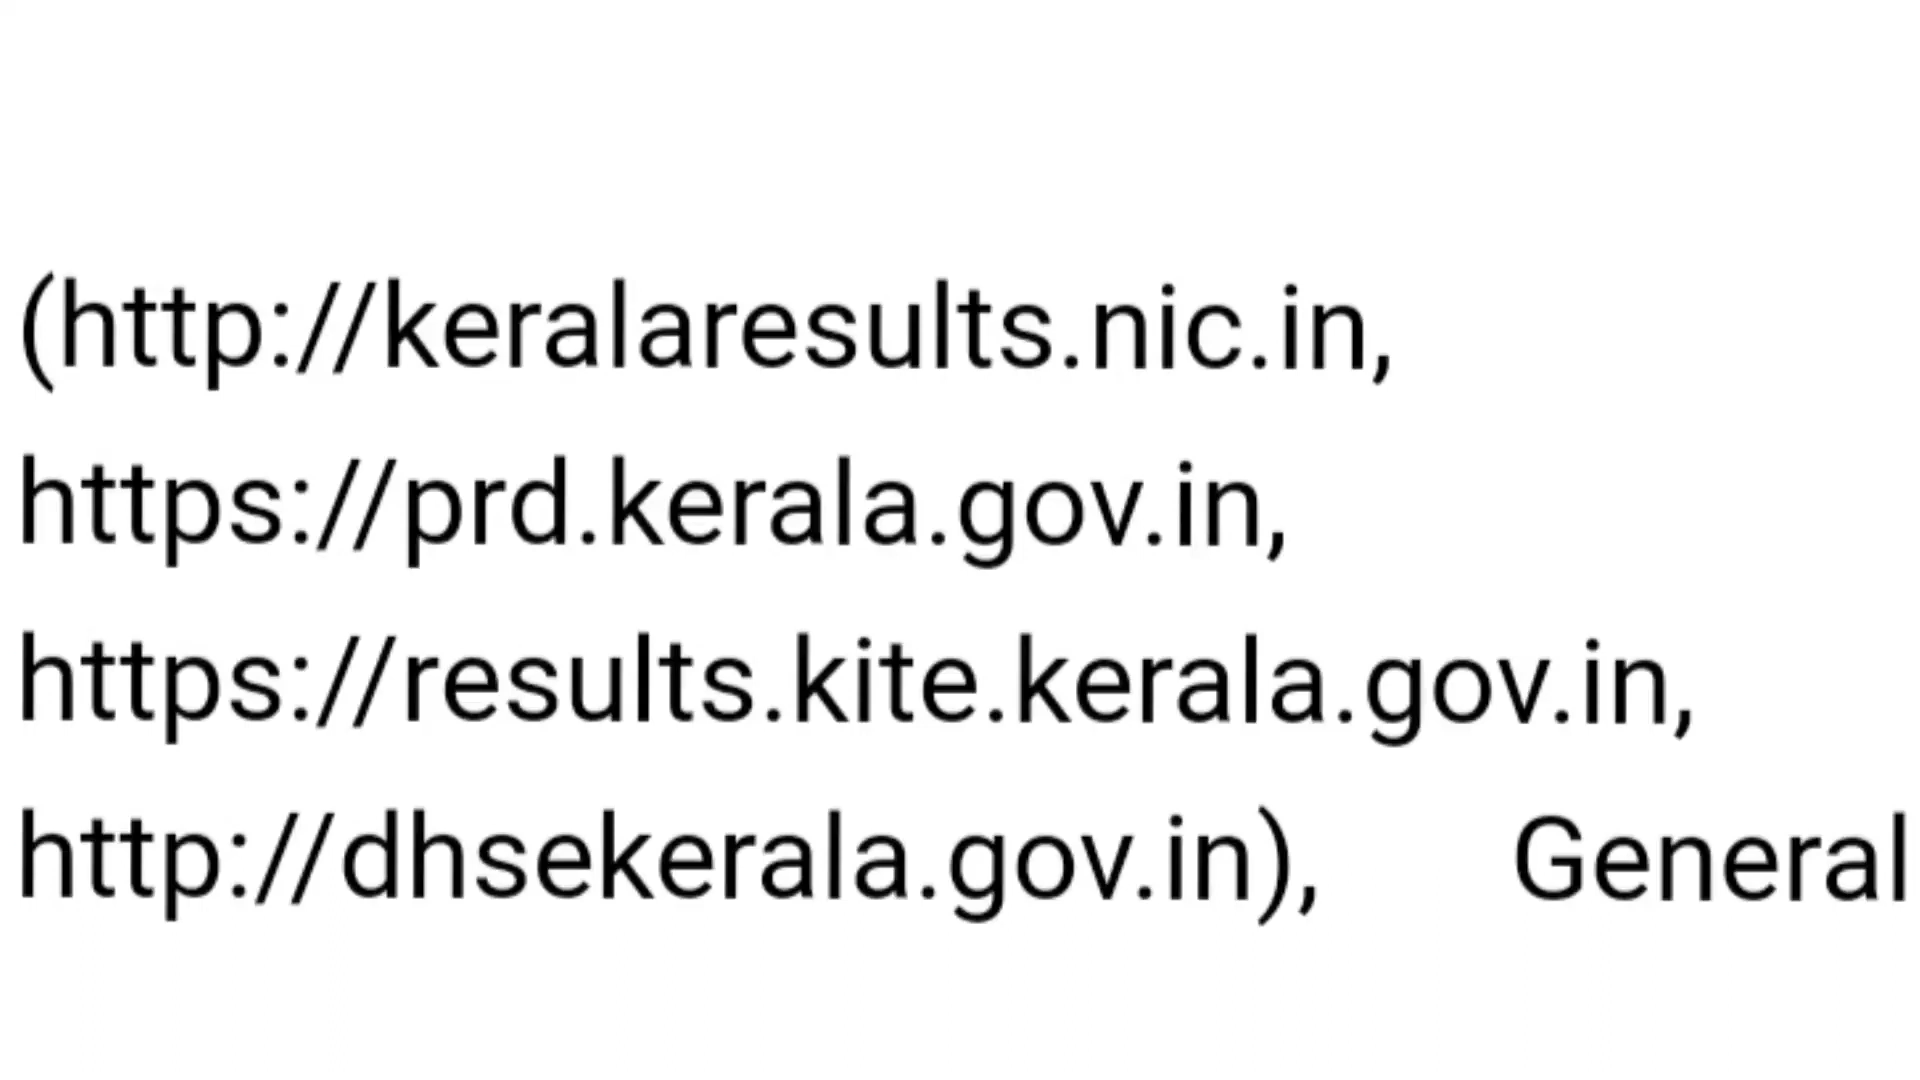 (http://keralaresults.nic.in,
https://prd.kerala.gov.in,
https://results.kite.kerala.gov.in,
http://dhsekerala.gov.in), General